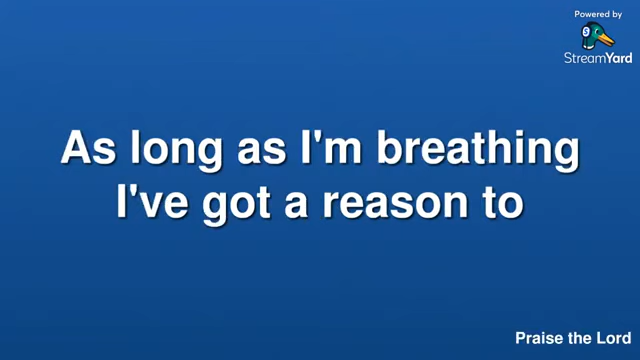 Powered by
StreamYard
As long as I'm breathing
I've got a reason to
Praise the Lord